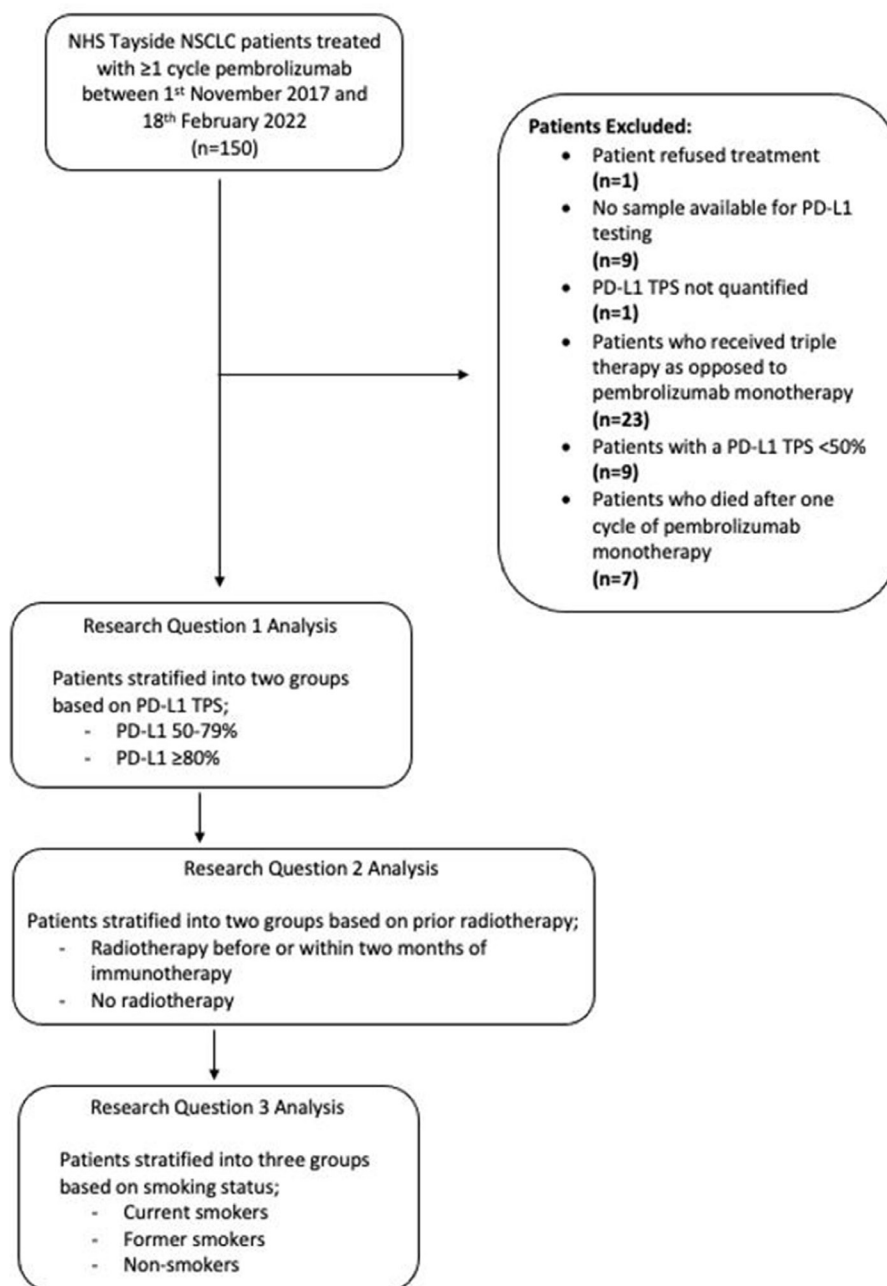 NHS Tayside NSCLC patients treated
with ≥1 cycle pembrolizumab
between 1st November 2017 and
18th February 2022
(n=150)
Patients Excluded:
• Patient refused treatment
(n=1)
• No sample available for PD-L1
testing
(n=9)
• PD-L1 TPS not quantified
(n=1)
• Patients who received triple
therapy as opposed to
pembrolizumab monotherapy
(n=23)
• Patients with a PD-L1 TPS <50%
(n=9)
• Patients who died after one
cycle of pembrolizumab
monotherapy
(n=7)
Research Question 1 Analysis
Patients stratified into two groups
based on PD-L1 TPS;
- PD-L1 50-79%
- PD-L1 ≥80%
Research Question 2 Analysis
Patients stratified into two groups based on prior radiotherapy;
- Radiotherapy before or within two months of
immunotherapy
- No radiotherapy
Research Question 3 Analysis
Patients stratified into three groups
based on smoking status;
- Current smokers
- Former smokers
- Non-smokers